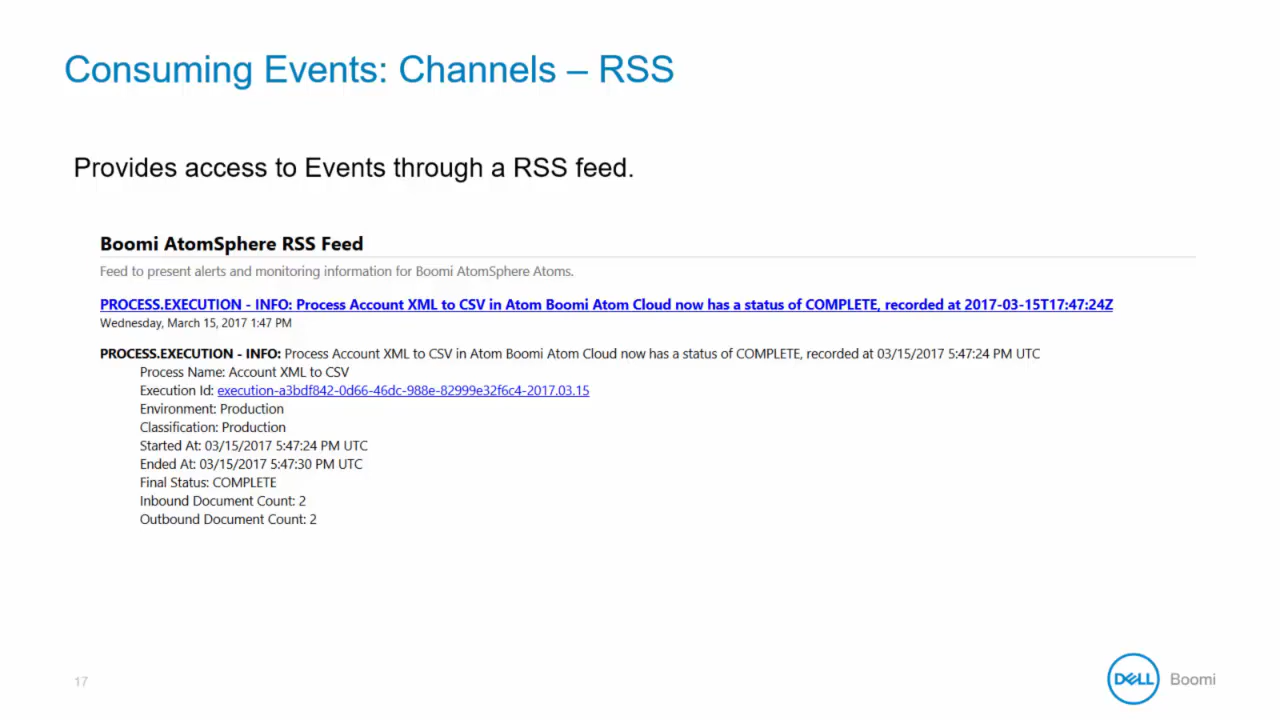 Consuming Events: Channels – RSS
Provides access to Events through a RSS feed.
Boomi AtomSphere RSS Feed
Feed to present alerts and monitoring information for Boomi AtomSphere Atoms.
PROCESS.EXECUTION - INFO: Process Account XML to CSV in Atom Boomi Atom Cloud now has a status of COMPLETE, recorded at 2017-03-15T17:47:24Z
Wednesday, March 15, 2017 1:47 PM
PROCESS.EXECUTION - INFO: Process Account XML to CSV in Atom Boomi Atom Cloud now has a status of COMPLETE, recorded at 03/15/2017 5:47:24 PM UTC
Process Name: Account XML to CSV
Execution Id: execution-a3bdf842-0d66-46dc-988e-82999e32f6c4-2017.03.15
Environment: Production
Classification: Production
Started At: 03/15/2017 5:47:24 PM UTC
Ended At: 03/15/2017 5:47:30 PM UTC
Final Status: COMPLETE
Inbound Document Count: 2
Outbound Document Count: 2
17
DELL Boomi